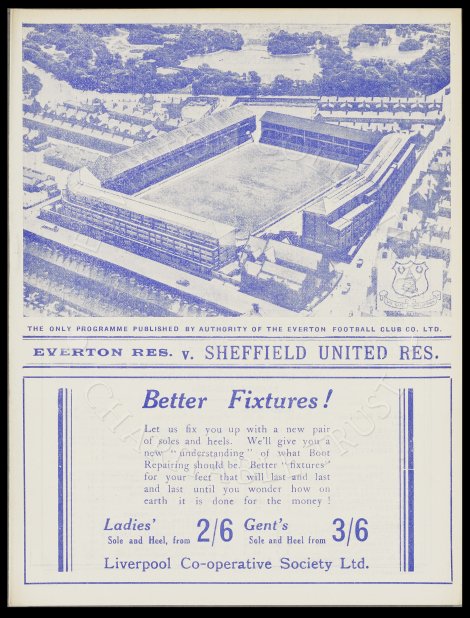 THE ONLY PROGRAMME PUBLISHED BY AUTHORITY OF THE EVERTON FOOTBALL CLUB CO. LTD.
EVERTON RES. v. SHEFFIELD UNITED RES.
Better Fixtures!
Let us fix you up with a new pair
of soles and heels. We'll give you a
new "understanding" of what Boot
Repairing should be. Better "fixtures"
for your feet that will last and last
and last until you wonder how on
earth it is done for the money!
Ladies' 2/6 Gent's 3/6
Sole and Heel, from Sole and Heel from
Liverpool Co-operative Society Ltd.